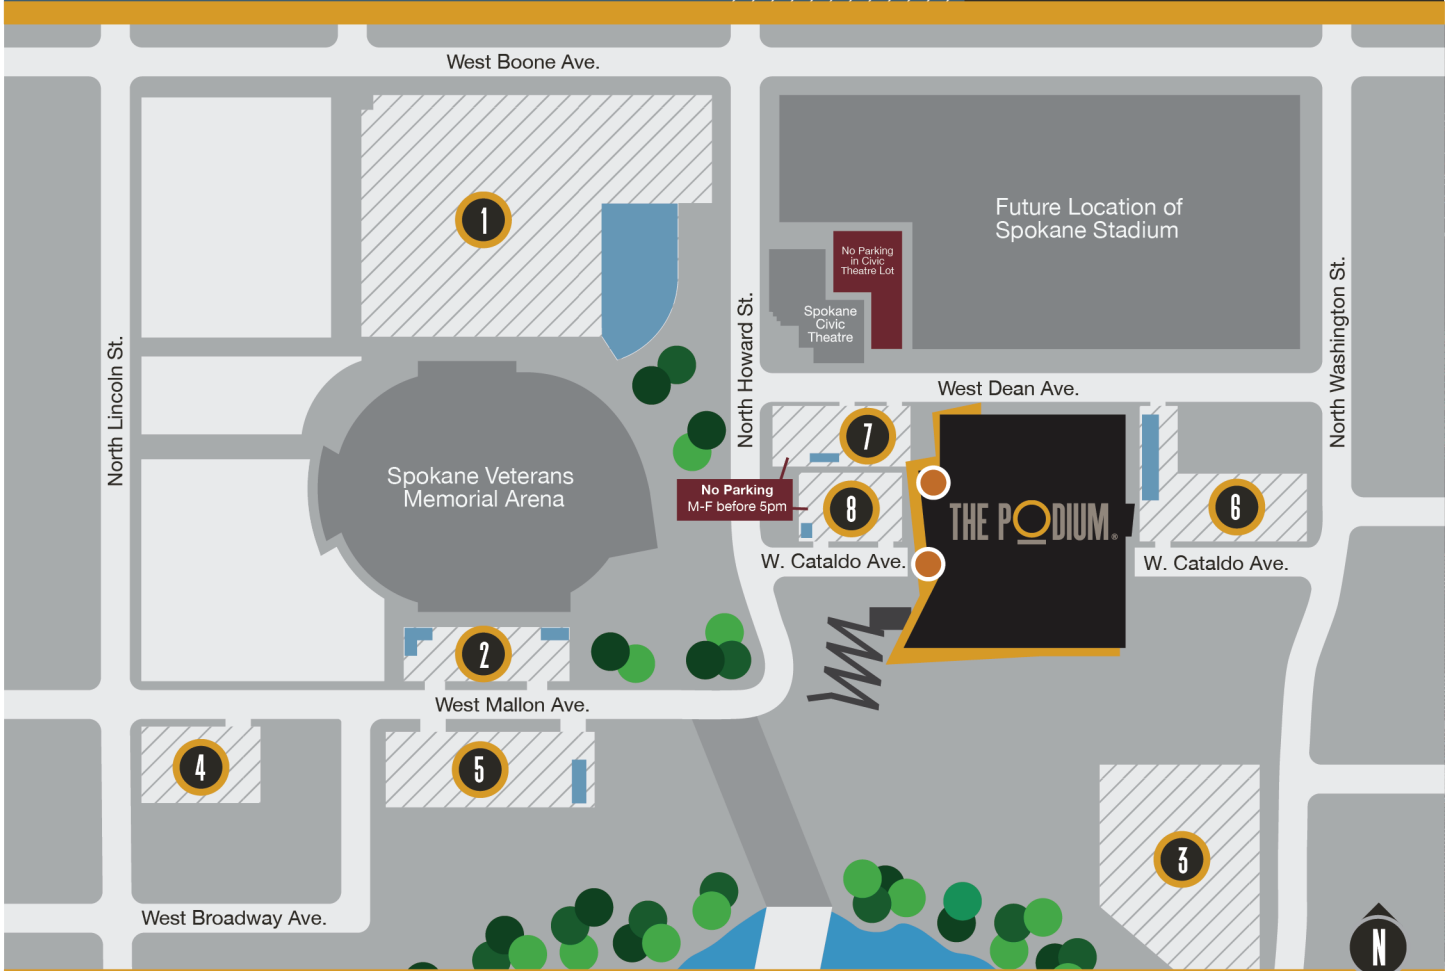 West Boone Ave.
1
Future Location of
Spokane Stadium
No Parking
in Civic
Theatre Lot
Spokane
Civic
Theatre
North Lincoln St.
North Howard St.
North Washington St.
West Dean Ave.
7
Spokane Veterans
Memorial Arena
No Parking
M-F before 5pm
8
THE PODIUM®
6
W. Cataldo Ave.
W. Cataldo Ave.
2
West Mallon Ave.
4
5
3
West Broadway Ave.
N